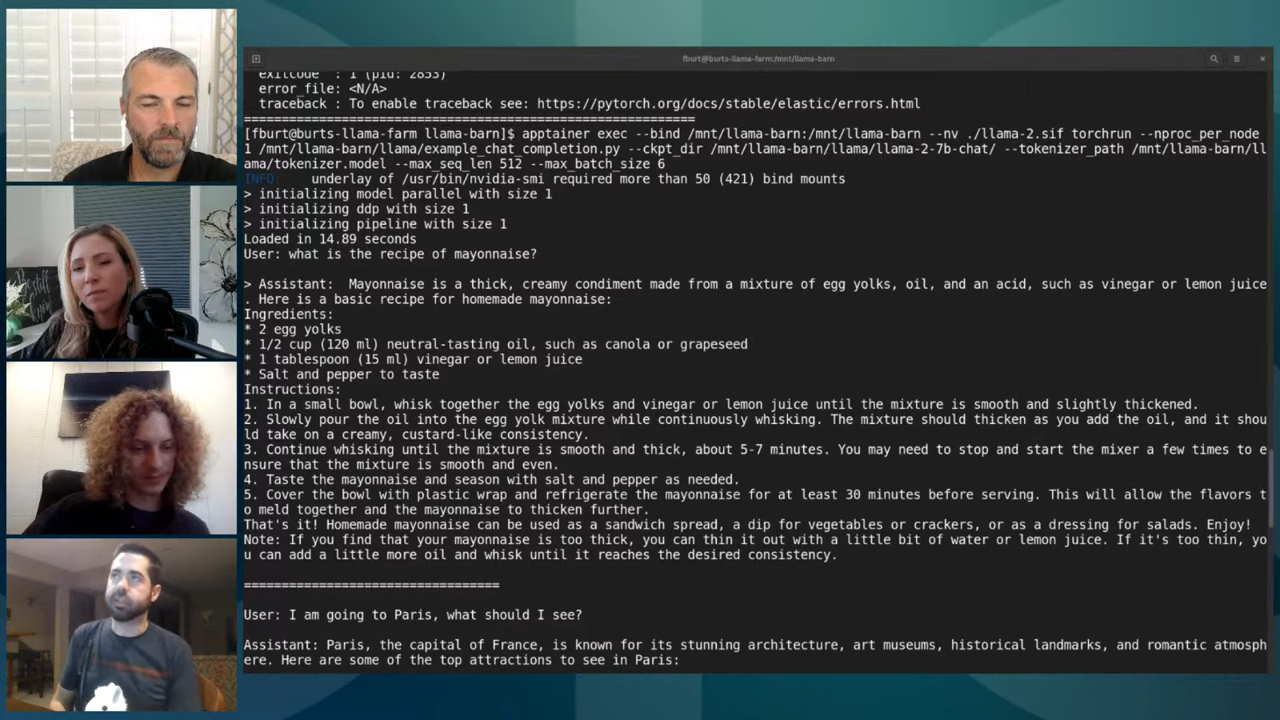 fburt@burts-llama-farm:/mnt/llama-barn
exitcode  : 1 (pid: 2853)
error_file: <N/A>
traceback : To enable traceback see: https://pytorch.org/docs/stable/elastic/errors.html
============================================================
[fburt@burts-llama-farm llama-barn]$ apptainer exec --bind /mnt/llama-barn:/mnt/llama-barn --nv ./llama-2.sif torchrun --nproc_per_node
1 /mnt/llama-barn/llama/example_chat_completion.py --ckpt_dir /mnt/llama-barn/llama/llama-2-7b-chat/ --tokenizer_path /mnt/llama-barn/ll
ama/tokenizer.model --max_seq_len 512 --max_batch_size 6
INFO:    underlay of /usr/bin/nvidia-smi required more than 50 (421) bind mounts
> initializing model parallel with size 1
> initializing ddp with size 1
> initializing pipeline with size 1
Loaded in 14.89 seconds
User: what is the recipe of mayonnaise?
> Assistant:  Mayonnaise is a thick, creamy condiment made from a mixture of egg yolks, oil, and an acid, such as vinegar or lemon juice
. Here is a basic recipe for homemade mayonnaise:
Ingredients:
* 2 egg yolks
* 1/2 cup (120 ml) neutral-tasting oil, such as canola or grapeseed
* 1 tablespoon (15 ml) vinegar or lemon juice
* Salt and pepper to taste
Instructions:
1. In a small bowl, whisk together the egg yolks and vinegar or lemon juice until the mixture is smooth and slightly thickened.
2. Slowly pour the oil into the egg yolk mixture while continuously whisking. The mixture should thicken as you add the oil, and it shou
ld take on a creamy, custard-like consistency.
3. Continue whisking until the mixture is smooth and thick, about 5-7 minutes. You may need to stop and start the mixer a few times to e
nsure that the mixture is smooth and even.
4. Taste the mayonnaise and season with salt and pepper as needed.
5. Cover the bowl with plastic wrap and refrigerate the mayonnaise for at least 30 minutes before serving. This will allow the flavors t
o meld together and the mayonnaise to thicken further.
That's it! Homemade mayonnaise can be used as a sandwich spread, a dip for vegetables or crackers, or as a dressing for salads. Enjoy!
Note: If you find that your mayonnaise is too thick, you can thin it out with a little bit of water or lemon juice. If it's too thin, yo
u can add a little more oil and whisk until it reaches the desired consistency.
==================================
User: I am going to Paris, what should I see?
Assistant: Paris, the capital of France, is known for its stunning architecture, art museums, historical landmarks, and romantic atmosph
ere. Here are some of the top attractions to see in Paris: